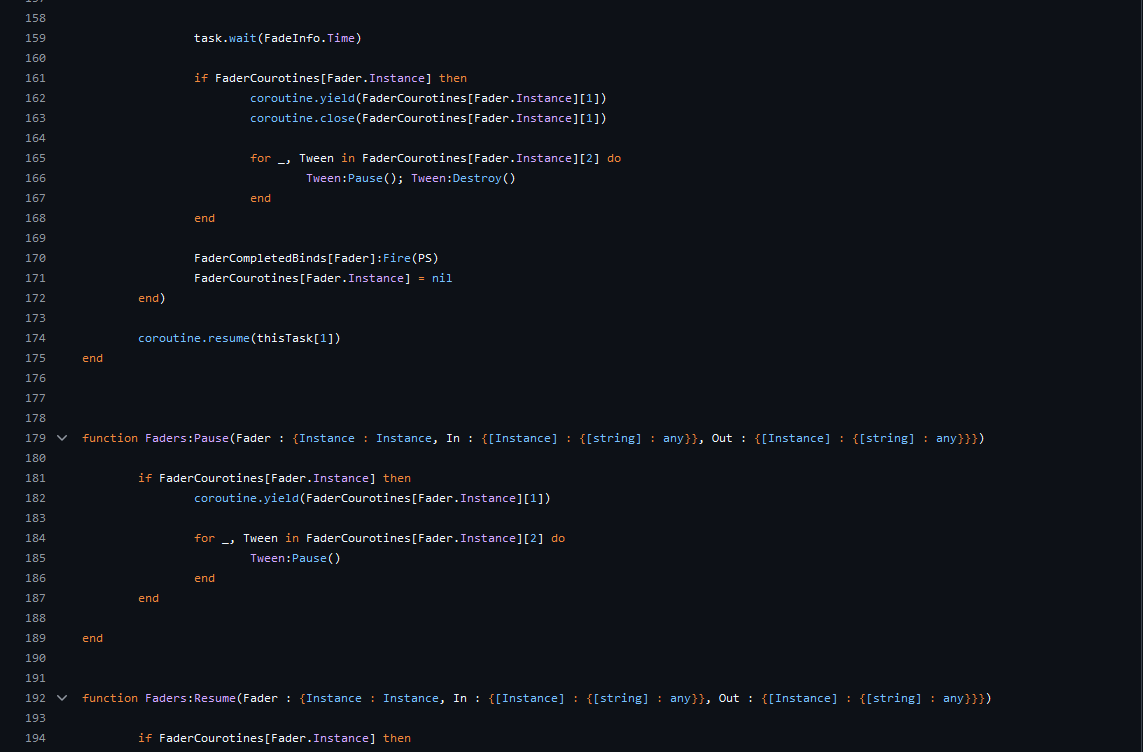 158
159 task.wait(FadeInfo.Time)
160
161 if FaderCourotines[Fader.Instance] then
162 coroutine.yield(FaderCourotines[Fader.Instance][1])
163 coroutine.close(FaderCourotines[Fader.Instance][1])
164
165 for _, Tween in FaderCourotines[Fader.Instance][2] do
166 Tween:Pause(); Tween:Destroy()
167 end
168 end
169
170 FaderCompletedBinds[Fader]:Fire(PS)
171 FaderCourotines[Fader.Instance] = nil
172 end)
173
174 coroutine.resume(thisTask[1])
175 end
176
177
178
179 function Faders:Pause(Fader : {Instance : Instance, In : {[Instance] : {[string] : any}}, Out : {[Instance] : {[string] : any}}})
180
181 if FaderCourotines[Fader.Instance] then
182 coroutine.yield(FaderCourotines[Fader.Instance][1])
183
184 for _, Tween in FaderCourotines[Fader.Instance][2] do
185 Tween:Pause()
186 end
187 end
188
189 end
190
191
192 function Faders:Resume(Fader : {Instance : Instance, In : {[Instance] : {[string] : any}}, Out : {[Instance] : {[string] : any}}})
193
194 if FaderCourotines[Fader.Instance] then